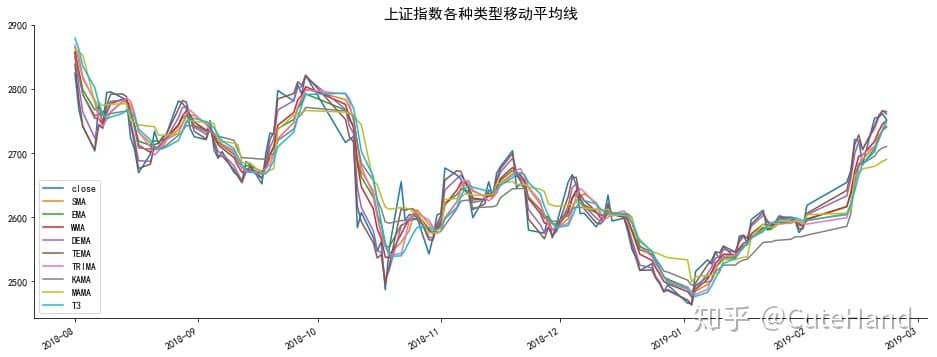 上证指数各种类型移动平均线
2900
2800
2700
2600
2500
close
SMA
EMA
WMA
DEMA
TEMA
TRIMA
KAMA
MAMA
T3
2018-08
2018-09
2018-10
2018-11
2018-12
2019-01
2019-02
2019-03
知乎 @CuteHand